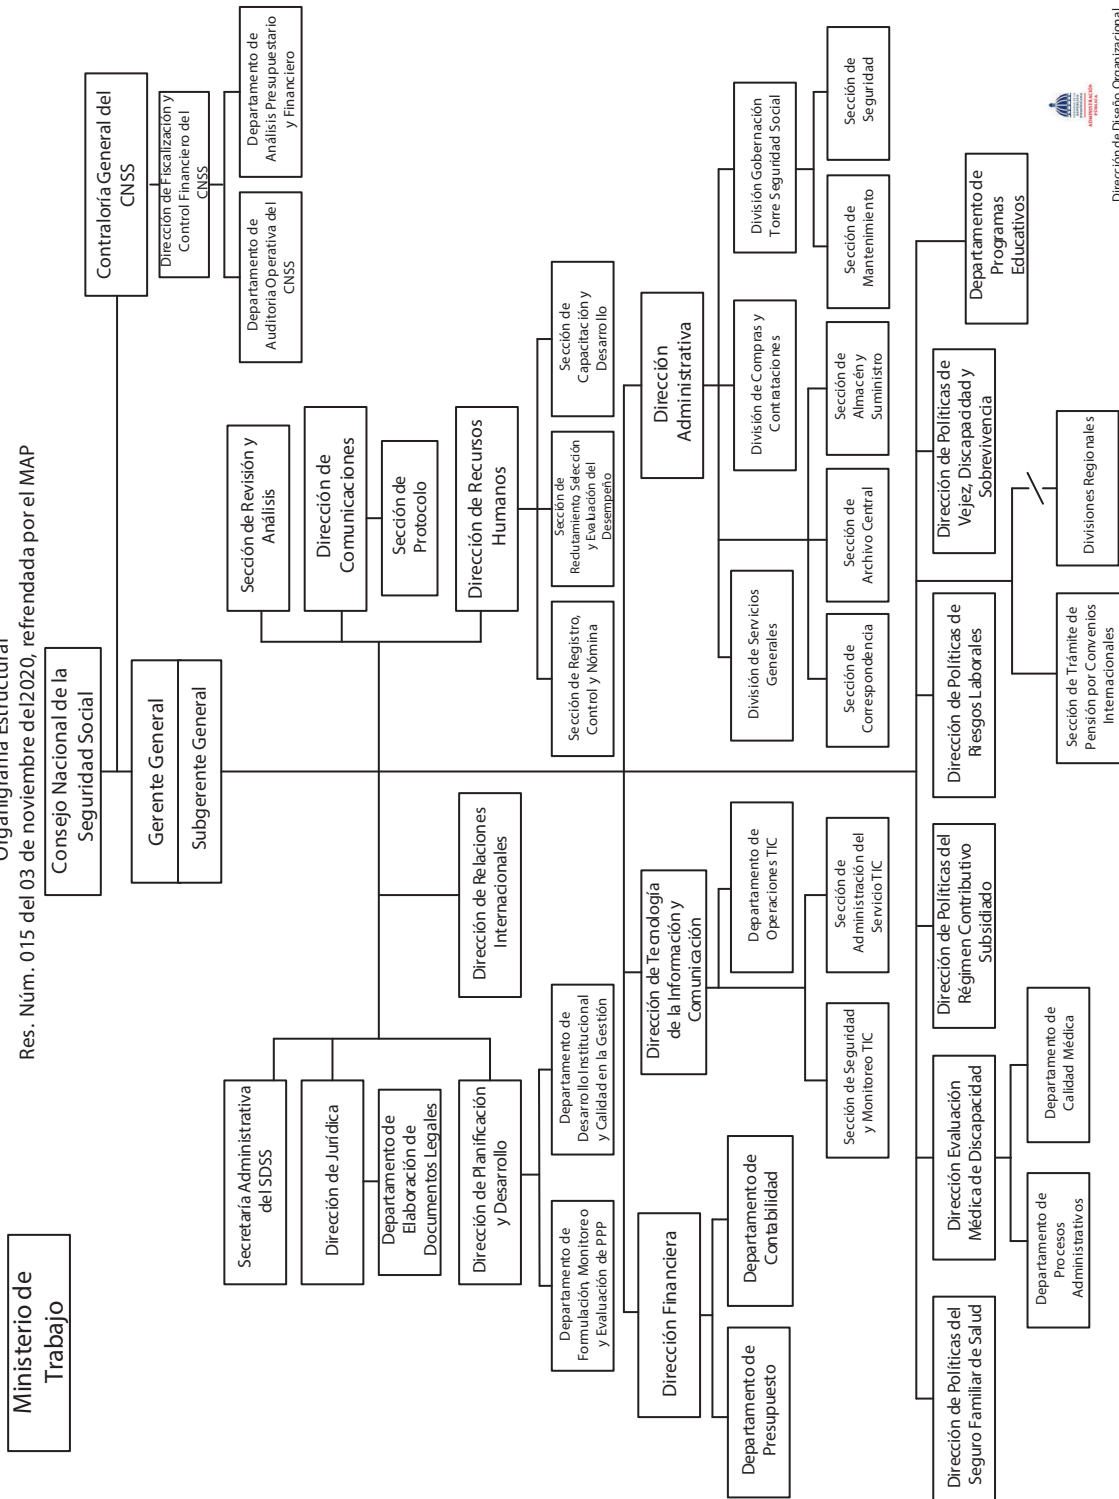 Organigrama Estructural
Res. Núm. 015 del 03 de noviembre del2020, refrendada por el MAP
Ministerio de
Trabajo
Consejo Nacional de la
Seguridad Social
Contraloría General del
CNSS
Dirección de Fiscalización y
Control Financiero del
CNSS
Departamento de
Auditoria Operativa del
CNSS
Departamento de
Análisis Presupuestario
y Financiero
Gerente General
Subgerente General
Secretaría Administrativa
del SDSS
Dirección de Jurídica
Departamento de
Elaboración de
Documentos Legales
Dirección de Planificación
y Desarrollo
Departamento de
Formulación, Monitoreo
y Evaluación de PPP
Departamento de
Desarrollo Institucional
y Calidad en la Gestión
Dirección de Relaciones
Internacionales
Sección de Revisión y
Análisis
Dirección de
Comunicaciones
Sección de
Protocolo
Dirección de Recursos
Humanos
Sección de Registro,
Control y Nómina
Sección de
Reclutamiento Selección
y Evaluación del
Desempeño
Sección de
Capacitación y
Desarrollo
Dirección Financiera
Departamento de
Presupuesto
Departamento de
Contabilidad
Dirección de Tecnología
de la Información y
Comunicación
Departamento de
Operaciones TIC
Sección de Seguridad
y Monitoreo TIC
Sección de
Administración del
Servicio TIC
Dirección
Administrativa
División de Servicios
Generales
División de Compras y
Contrataciones
División Gobernación
Torre Seguridad Social
Sección de
Correspondencia
Sección de
Archivo Central
Sección de
Almacén y
Suministro
Sección de
Mantenimiento
Sección de
Seguridad
Dirección de Políticas del
Seguro Familiar de Salud
Dirección Evaluación
Médica de Discapacidad
Departamento de
Procesos
Administrativos
Departamento de
Calidad Médica
Dirección de Políticas del
Régimen Contributivo
Subsidiado
Dirección de Políticas de
Riesgos Laborales
Dirección de Políticas de
Vejez, Discapacidad y
Sobrevivencia
Sección de Trámite de
Pensión por Convenios
Internacionales
Divisiones Regionales
Departamento de
Programas
Educativos
ADMINISTRACIÓN
PÚBLICA
Dirección de Diseño Organizacional